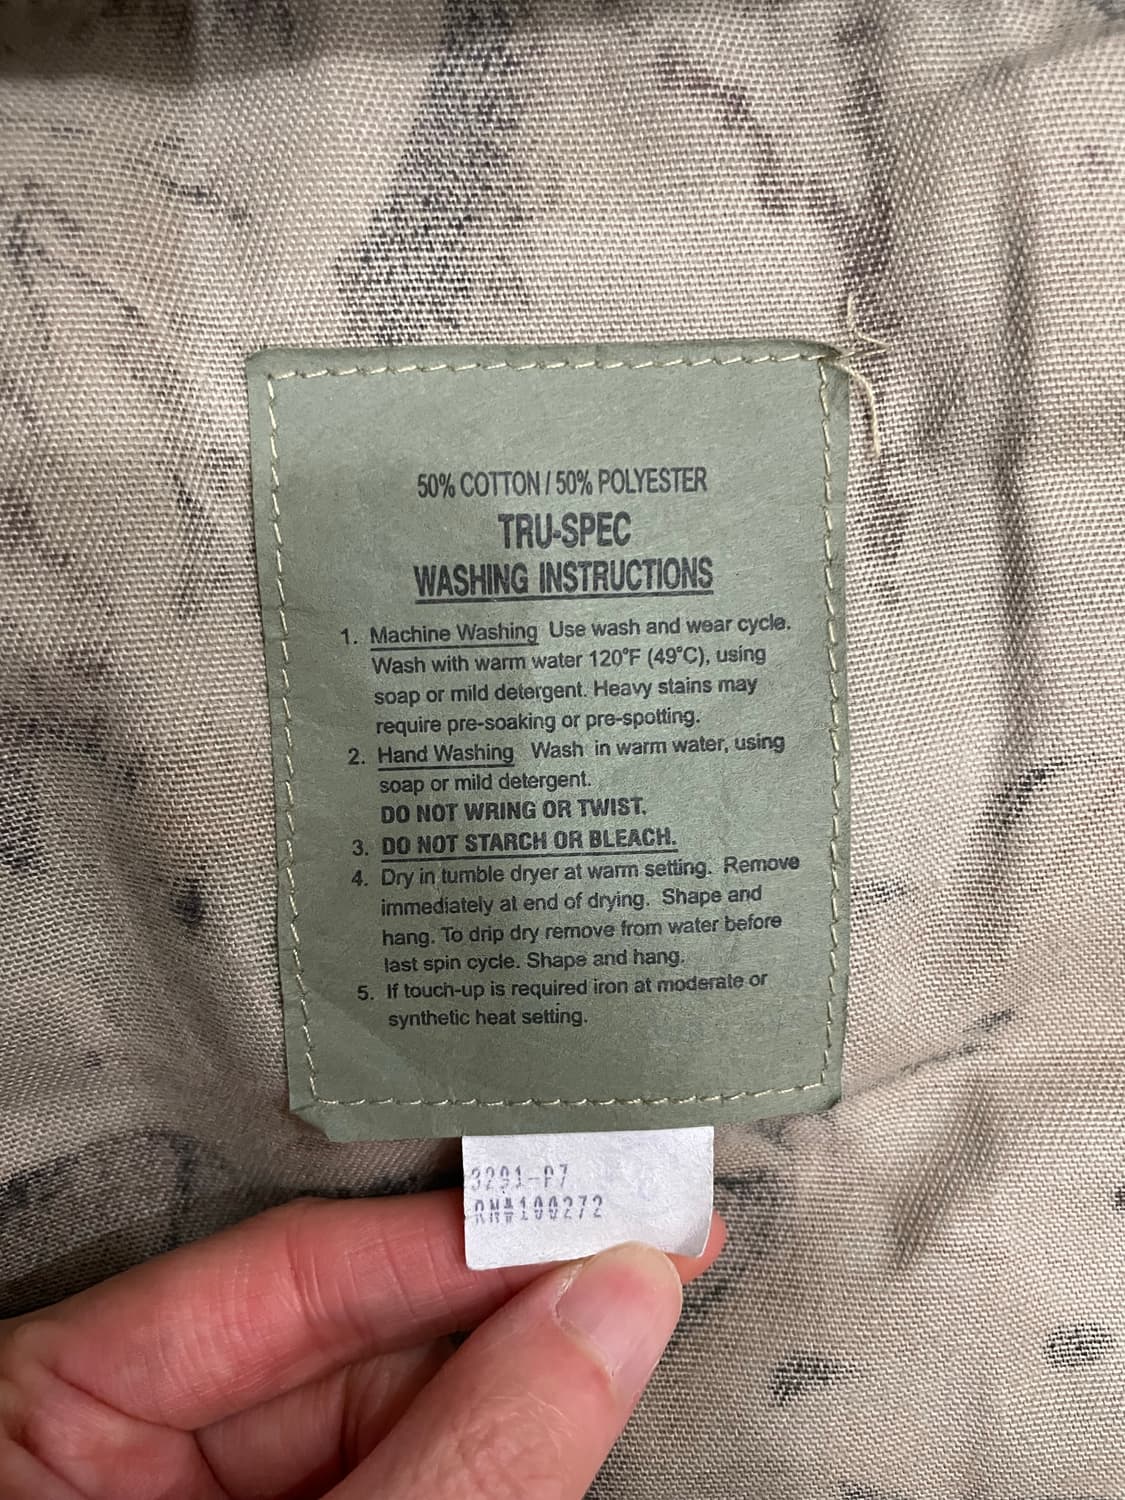 50% COTTON / 50% POLYESTER
TRU-SPEC
WASHING INSTRUCTIONS
1. Machine Washing Use wash and wear cycle.
Wash with warm water 120°F (49°C), using
soap or mild detergent. Heavy stains may
require pre-soaking or pre-spotting.
2. Hand Washing Wash in warm water, using
soap or mild detergent.
DO NOT WRING OR TWIST.
3. DO NOT STARCH OR BLEACH.
4. Dry in tumble dryer at warm setting. Remove
immediately at end of drying. Shape and
hang. To drip dry remove from water before
last spin cycle. Shape and hang.
5. If touch-up is required iron at moderate or
synthetic heat setting.
3291-P7
RN#100272